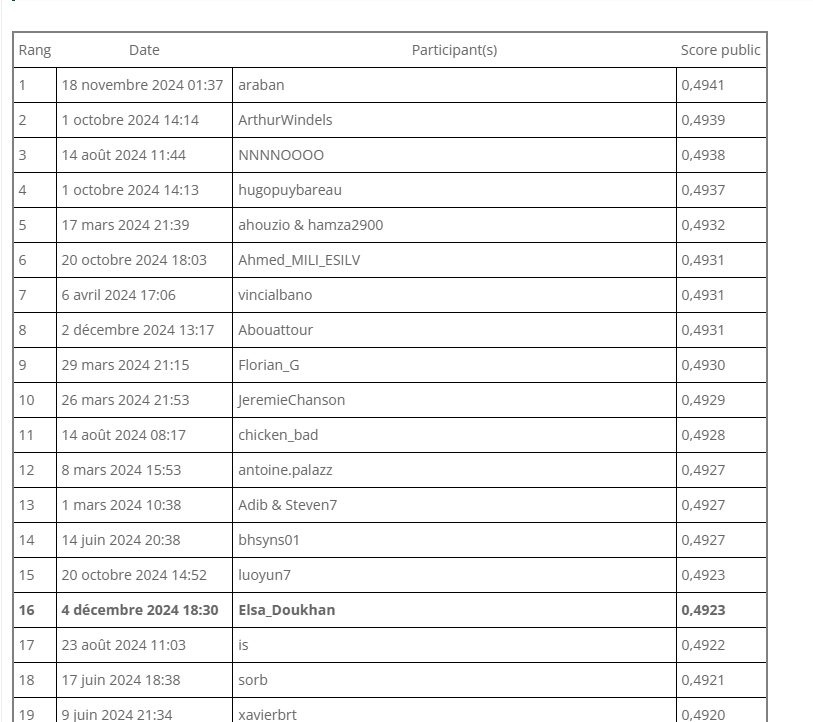 Rang Date Participant(s) Score public
1 18 novembre 2024 01:37 araban 0,4941
2 1 octobre 2024 14:14 ArthurWindels 0,4939
3 14 août 2024 11:44 NNNNOOOO 0,4938
4 1 octobre 2024 14:13 hugopuybareau 0,4937
5 17 mars 2024 21:39 ahouzio & hamza2900 0,4932
6 20 octobre 2024 18:03 Ahmed_MILI_ESILV 0,4931
7 6 avril 2024 17:06 vincialbano 0,4931
8 2 décembre 2024 13:17 Abouattour 0,4931
9 29 mars 2024 21:15 Florian_G 0,4930
10 26 mars 2024 21:53 JeremieChanson 0,4929
11 14 août 2024 08:17 chicken_bad 0,4928
12 8 mars 2024 15:53 antoine.palazz 0,4927
13 1 mars 2024 10:38 Adib & Steven7 0,4927
14 14 juin 2024 20:38 bhsyns01 0,4927
15 20 octobre 2024 14:52 luoyun7 0,4923
16 4 décembre 2024 18:30 Elsa_Doukhan 0,4923
17 23 août 2024 11:03 is 0,4922
18 17 juin 2024 18:38 sorb 0,4921
19 9 juin 2024 21:34 xavierbrt 0,4920